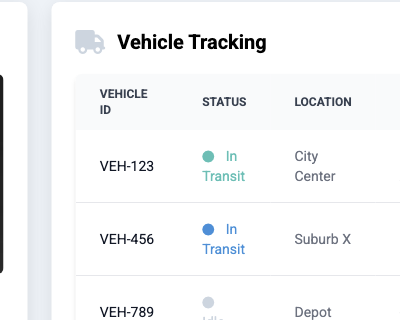 Vehicle Tracking
VEHICLE
ID
STATUS
LOCATION
VEH-123
In
Transit
City
Center
VEH-456
In
Transit
Suburb X
VEH-789
Depot